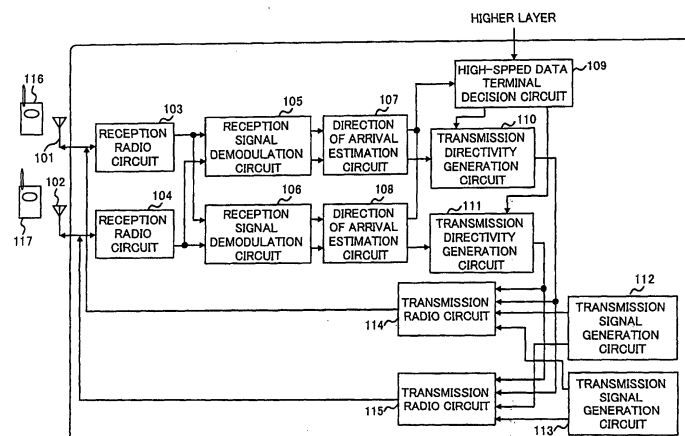 HIGHER LAYER
HIGH-SPPED DATA
TERMINAL
DECISION CIRCUIT
109
116
101
103
RECEPTION
RADIO
CIRCUIT
105
RECEPTION
SIGNAL
DEMODULATION
CIRCUIT
107
DIRECTION
OF ARRIVAL
ESTIMATION
CIRCUIT
110
TRANSMISSION
DIRECTIVITY
GENERATION
CIRCUIT
117
102
104
RECEPTION
RADIO
CIRCUIT
106
RECEPTION
SIGNAL
DEMODULATION
CIRCUIT
108
DIRECTION
OF ARRIVAL
ESTIMATION
CIRCUIT
111
TRANSMISSION
DIRECTIVITY
GENERATION
CIRCUIT
TRANSMISSION
RADIO CIRCUIT
114
112
TRANSMISSION
SIGNAL
GENERATION
CIRCUIT
TRANSMISSION
RADIO CIRCUIT
115
TRANSMISSION
SIGNAL
GENERATION
CIRCUIT
113